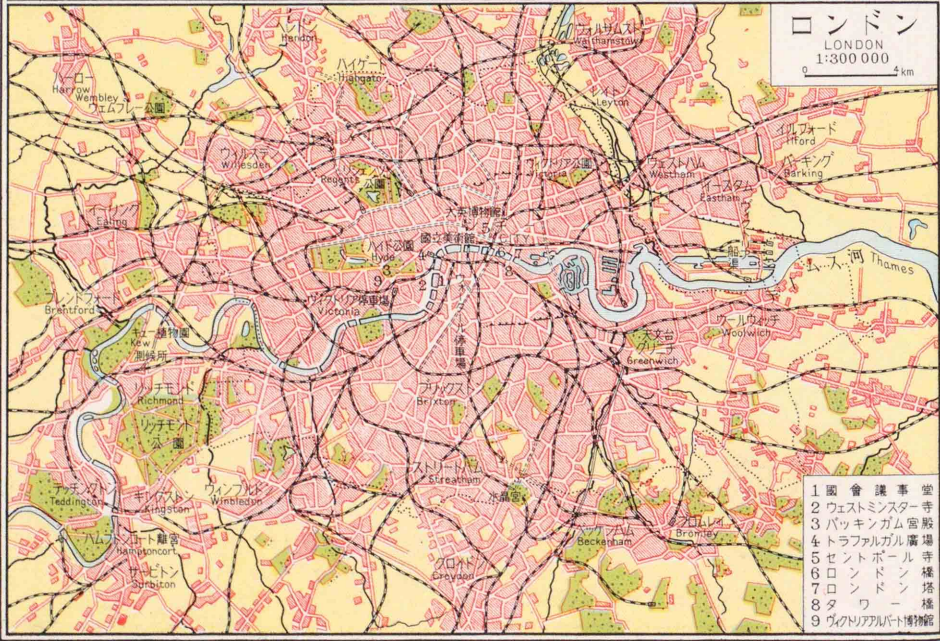 ロンドン
LONDON
1:300 000
0 4 km
Hendon
ハーロー
Harrow
Wembley
ウェムブレー公園
ハイゲート
Highgate
ウォルサムストー
Walthamstow
レイトン
Leyton
イルフォード
Ilford
バーキング
Barking
ウィルスデン
Willesden
Regents
公園
ヴィクトリア公園
Victoria
ウェストハム
Westham
イースタム
Eastham
イーリング
Ealing
大英博物館
國立美術館
CITY
ハイド公園
Hyde
ヴィクトリア停車場
Victoria
テムス河 Thames
ブレンドフォード
Brentford
キュー植物園
Kew
測候所
ウールウィッチ
Woolwich
天文台
グリニチ
Greenwich
停車場
リッチモンド
Richmond
リッチモンド
公園
ブリックストン
Brixton
ストリートハム
Streatham
水晶宮
テッヂングトン
Teddington
キングストン
Kingston
ウィンブルドン
Wimbledon
ハムプトンコート離宮
Hamptoncort
サービトン
Surbiton
クロイドン
Croydon
ベッケンハム
Beckenham
ブロムレイ
Bromley
1 國會議事堂
2 ウェストミンスター寺
3 バッキンガム宮殿
4 トラファルガル廣場
5 セントポール寺
6 ロンドン橋
7 ロンドン塔
8 タワー橋
9 ヴィクトリアアルバート博物館